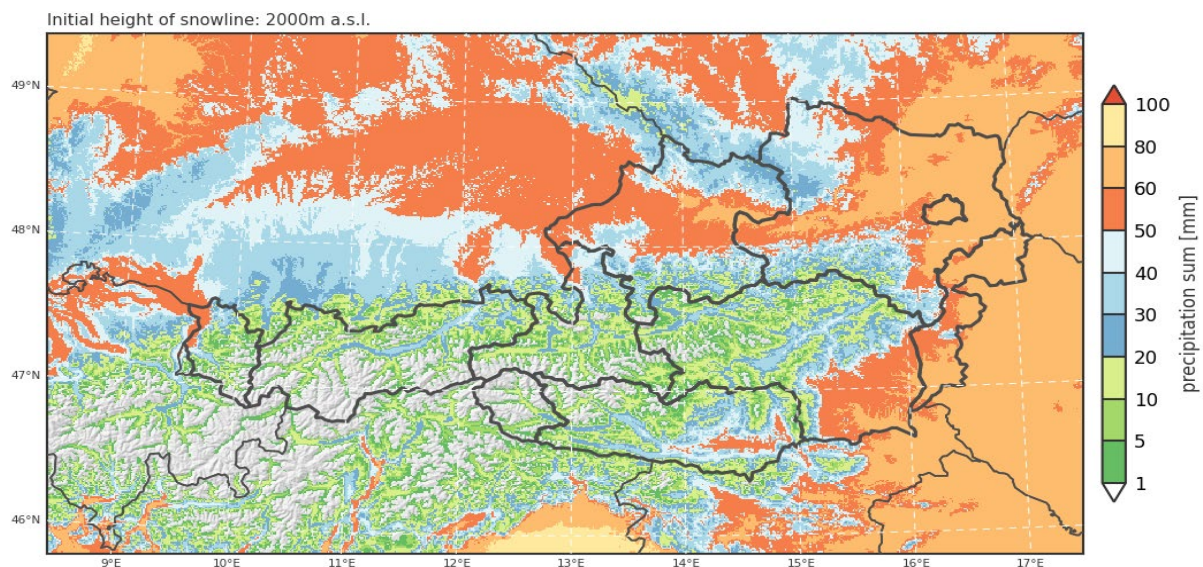 Initial height of snowline: 2000m a.s.l.
49°N
48°N
47°N
46°N
9°E
10°E
11°E
12°E
13°E
14°E
15°E
16°E
17°E
100
80
60
50
40
30
20
10
5
1
precipitation sum [mm]